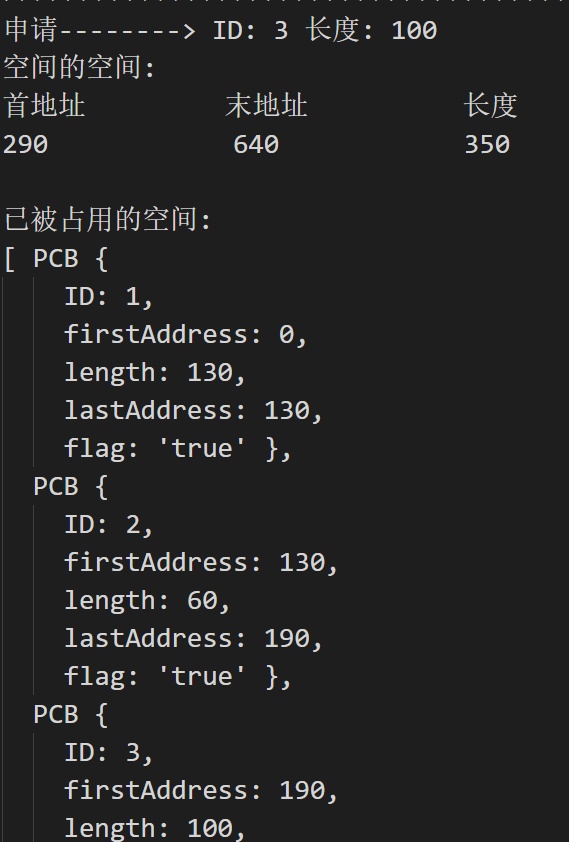 申请--------> ID: 3 长度: 100
空间的空间:
首地址 末地址 长度
290 640 350
已被占用的空间:
[ PCB {
ID: 1,
firstAddress: 0,
length: 130,
lastAddress: 130,
flag: 'true' },
PCB {
ID: 2,
firstAddress: 130,
length: 60,
lastAddress: 190,
flag: 'true' },
PCB {
ID: 3,
firstAddress: 190,
length: 100,